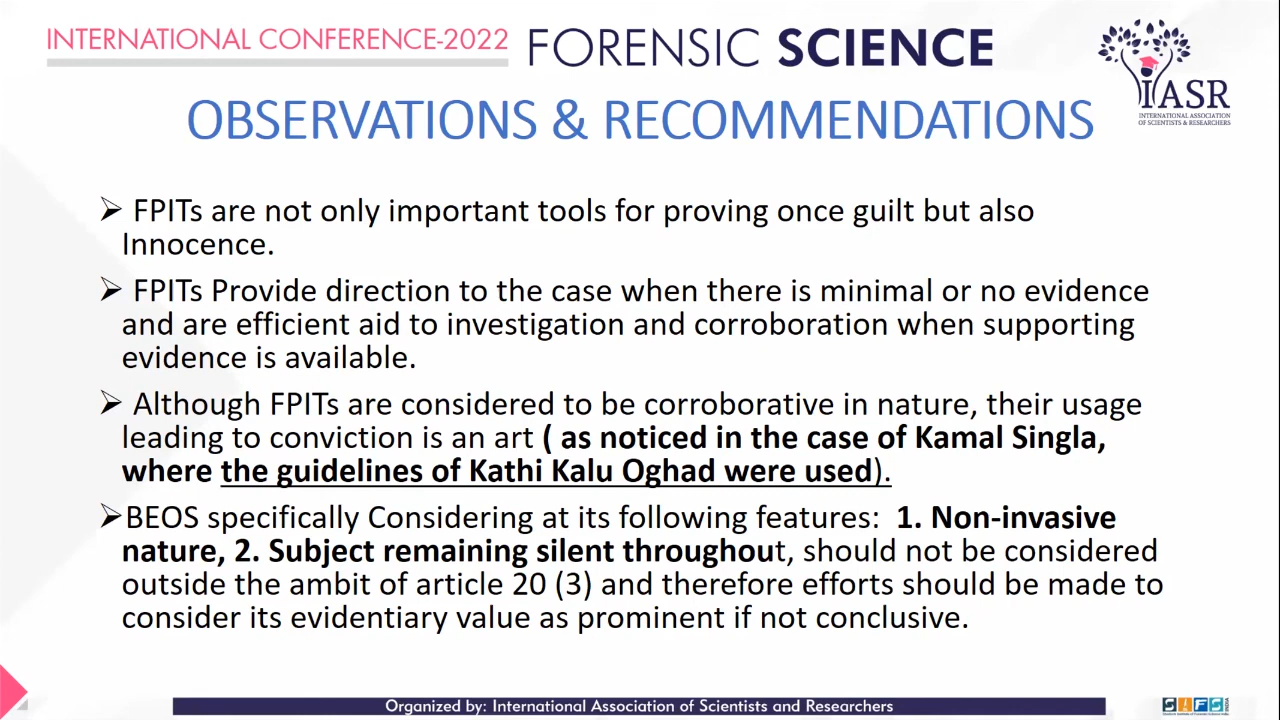 INTERNATIONAL CONFERENCE-2022 FORENSIC SCIENCE
IASR
INTERNATIONAL ASSOCIATION
OF SCIENTISTS & RESEARCHERS
OBSERVATIONS & RECOMMENDATIONS
➢ FPITs are not only important tools for proving once guilt but also
Innocence.
➢ FPITs Provide direction to the case when there is minimal or no evidence
and are efficient aid to investigation and corroboration when supporting
evidence is available.
➢ Although FPITs are considered to be corroborative in nature, their usage
leading to conviction is an art ( as noticed in the case of Kamal Singla,
where the guidelines of Kathi Kalu Oghad were used).
➢BEOS specifically Considering at its following features: 1. Non-invasive
nature, 2. Subject remaining silent throughout, should not be considered
outside the ambit of article 20 (3) and therefore efforts should be made to
consider its evidentiary value as prominent if not conclusive.
Organized by: International Association of Scientists and Researchers
SIFS
INDIA